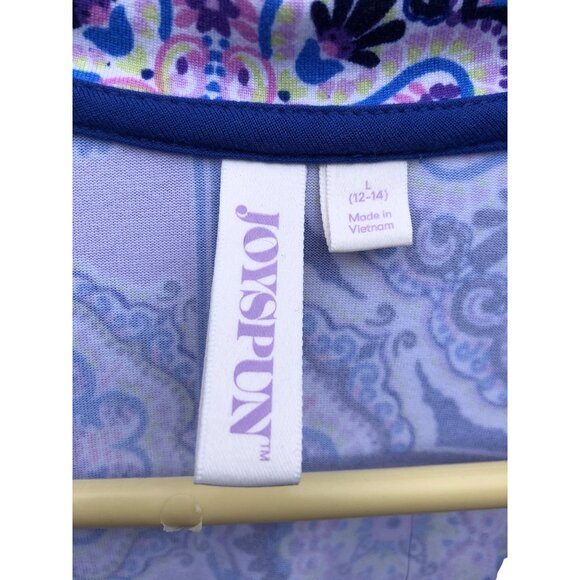 JOYSPUN™
L
(12-14)
Made in
Vietnam